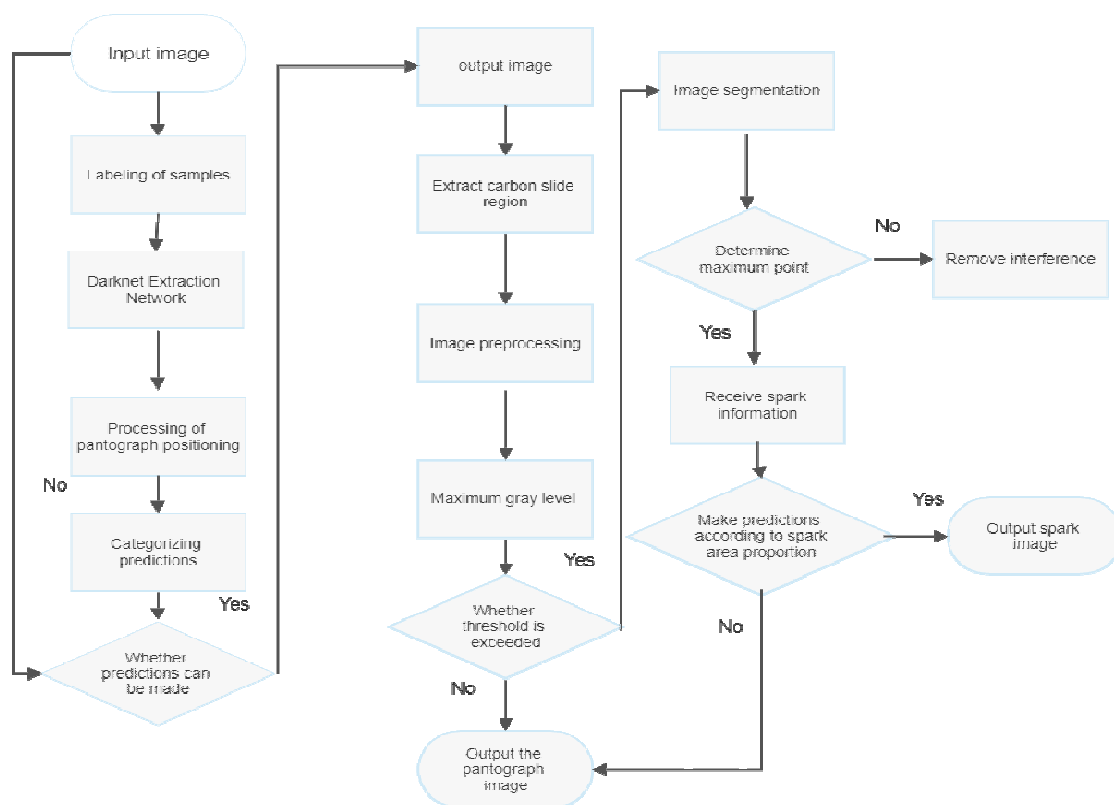 Input image
Labeling of samples
Darknet Extraction
Network
Processing of
pantograph positioning
No
Categorizing
predictions
Yes
Whether
predictions can
be made
output image
Extract carbon slide
region
Image preprocessing
Maximum gray level
Yes
Whether
threshold is
exceeded
No
Output the
pantograph
image
Image segmentation
Determine
maximum point
No
Remove interference
Yes
Receive spark
information
Make predictions
according to spark
area proportion
Yes
Output spark
image
No